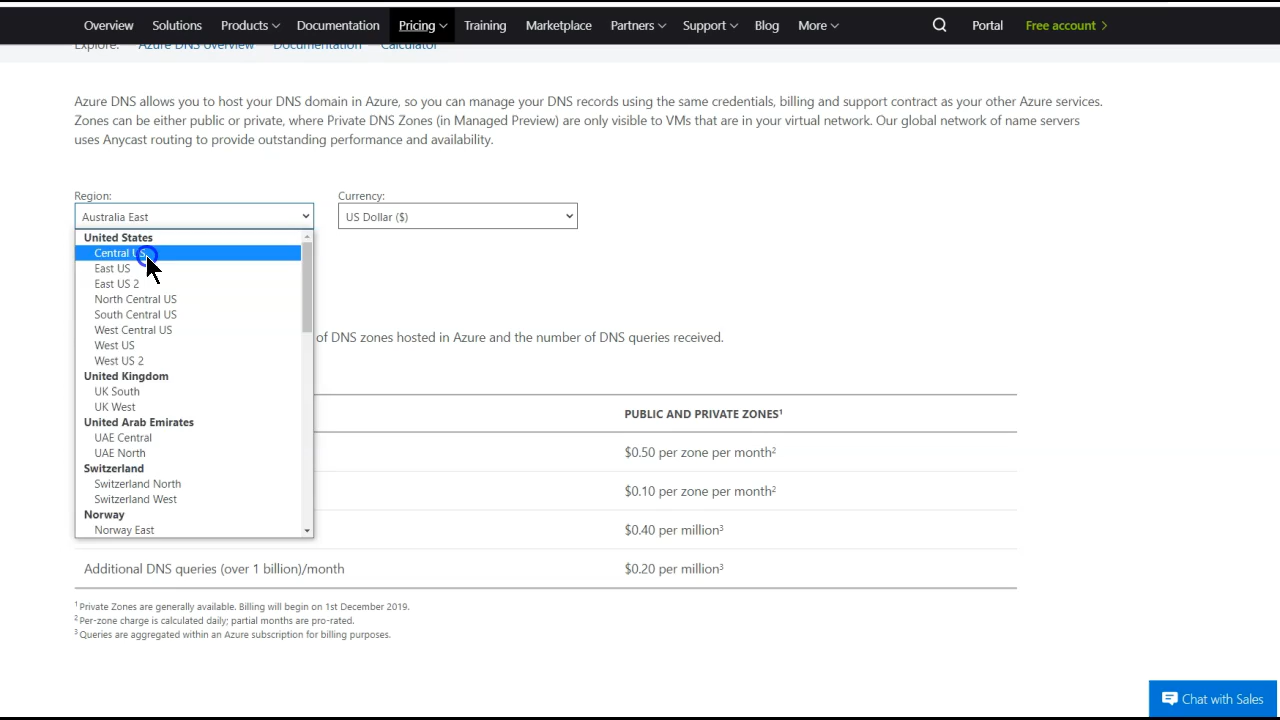 Overview Solutions Products Documentation Pricing Training Marketplace Partners Support Blog More Portal Free account >
Explore: Azure DNS overview Documentation Calculator
Azure DNS allows you to host your DNS domain in Azure, so you can manage your DNS records using the same credentials, billing and support contract as your other Azure services.
Zones can be either public or private, where Private DNS Zones (in Managed Preview) are only visible to VMs that are in your virtual network. Our global network of name servers
uses Anycast routing to provide outstanding performance and availability.
Region: Currency:
Australia East US Dollar ($)
United States
Central US
East US
East US 2
North Central US
South Central US
West Central US
West US
West US 2
United Kingdom
UK South
UK West
United Arab Emirates
UAE Central
UAE North
Switzerland
Switzerland North
Switzerland West
Norway
Norway East
of DNS zones hosted in Azure and the number of DNS queries received.
PUBLIC AND PRIVATE ZONES¹
$0.50 per zone per month²
$0.10 per zone per month²
$0.40 per million³
Additional DNS queries (over 1 billion)/month $0.20 per million³
¹Private Zones are generally available. Billing will begin on 1st December 2019.
²Per-zone charge is calculated daily; partial months are pro-rated.
³Queries are aggregated within an Azure subscription for billing purposes.
Chat with Sales